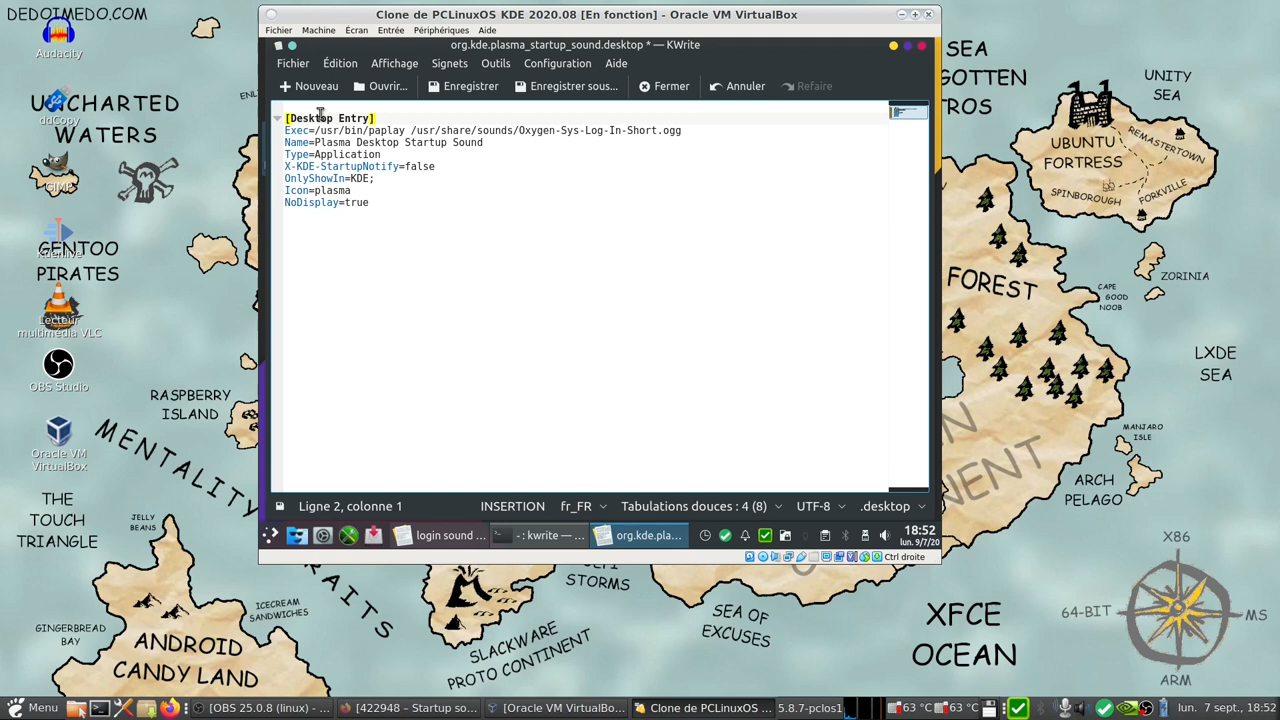 DEDOIMEDO.COM
Audacity
UNCHARTED
WATERS
ddCopy
GIMP
GENTOO
PIRATES
Kdenlive
Lecteur
multimédia VLC
OBS Studio
RASPBERRY
ISLAND
MENTALITY
Oracle VM
VirtualBox
THE
TOUCH
TRIANGLE
JELLY
BEANS
ICECREAM
SANDWICHES
GINGERBREAD
BAY
ANDROID
CANDY LAND
Clone de PCLinuxOS KDE 2020.08 [En fonction] - Oracle VM VirtualBox
Fichier Machine Écran Entrée Périphériques Aide
org.kde.plasma_startup_sound.desktop * — KWrite
Fichier Édition Affichage Signets Outils Configuration Aide
Nouveau Ouvrir... Enregistrer Enregistrer sous... Fermer Annuler Refaire
[Desktop Entry]
Exec=/usr/bin/paplay /usr/share/sounds/Oxygen-Sys-Log-In-Short.ogg
Name=Plasma Desktop Startup Sound
Type=Application
X-KDE-StartupNotify=false
OnlyShowIn=KDE;
Icon=plasma
NoDisplay=true
Ligne 2, colonne 1 INSERTION fr_FR Tabulations douces : 4 (8) UTF-8 .desktop
login sound ... - : kwrite — ... org.kde.pla... 18:52
lun. 9/7/20
Ctrl droite
SEA
UNITY
SEA
UBUNTU
FORTRESS
REMASTERTOWN
SPINBOROUGH
FORKVILLE
ZORINIA
FOREST
CAPE
GOOD
NOOB
LXDE
SEA
MANJARO
ISLE
ARCH
PELAGO
STORMS
SLACKWARE
PROTO CONTINENT
SEA OF
EXCUSES
XFCE
OCEAN
X86
64-BIT
MS
ARM
Menu [OBS 25.0.8 (linux) - ... [422948 – Startup so... [Oracle VM VirtualBo... Clone de PCLinuxOS ... 5.8.7-pclos1 63 °C 63 °C lun. 7 sept., 18:52